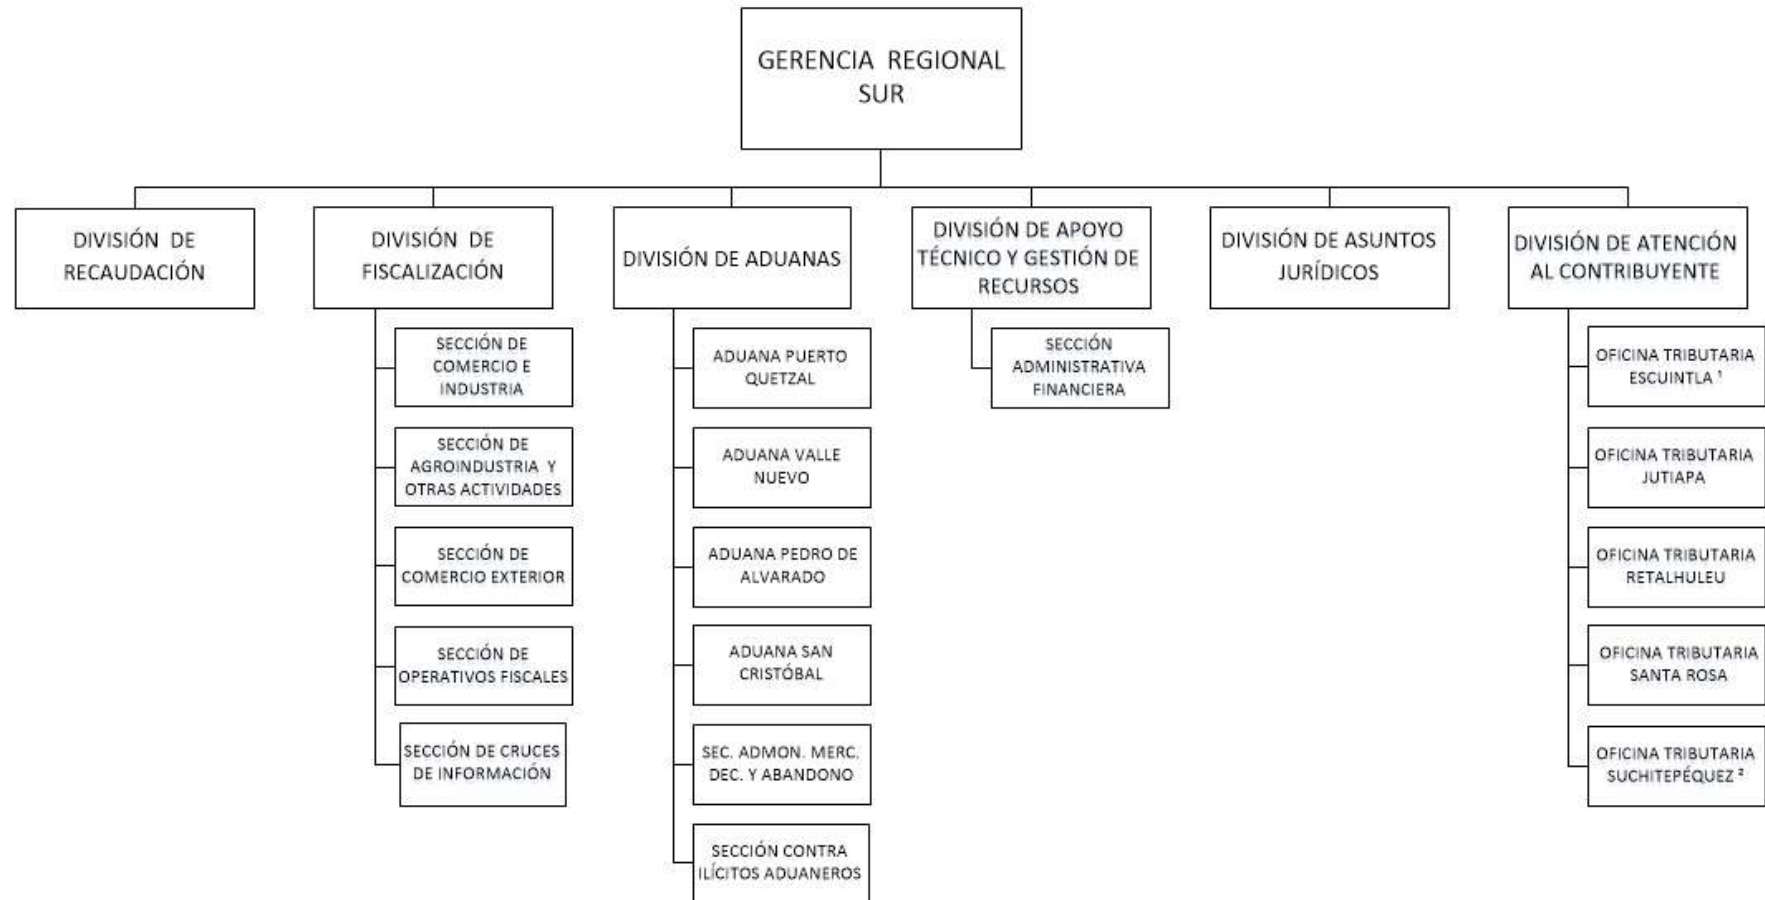 GERENCIA REGIONAL
SUR
DIVISIÓN DE
RECAUDACIÓN
DIVISIÓN DE
FISCALIZACIÓN
DIVISIÓN DE ADUANAS
DIVISIÓN DE APOYO
TÉCNICO Y GESTIÓN DE
RECURSOS
DIVISIÓN DE ASUNTOS
JURÍDICOS
DIVISIÓN DE ATENCIÓN
AL CONTRIBUYENTE
SECCIÓN DE
COMERCIO E
INDUSTRIA
SECCIÓN DE
AGROINDUSTRIA Y
OTRAS ACTIVIDADES
SECCIÓN DE
COMERCIO EXTERIOR
SECCIÓN DE
OPERATIVOS FISCALES
SECCIÓN DE CRUCES
DE INFORMACIÓN
ADUANA PUERTO
QUETZAL
ADUANA VALLE
NUEVO
ADUANA PEDRO DE
ALVARADO
ADUANA SAN
CRISTÓBAL
SEC. ADMON. MERC.
DEC. Y ABANDONO
SECCIÓN CONTRA
ILÍCITOS ADUANEROS
SECCIÓN
ADMINISTRATIVA
FINANCIERA
OFICINA TRIBUTARIA
ESCUINTLA ¹
OFICINA TRIBUTARIA
JUTIAPA
OFICINA TRIBUTARIA
RETALHULEU
OFICINA TRIBUTARIA
SANTA ROSA
OFICINA TRIBUTARIA
SUCHITEPÉQUEZ ²